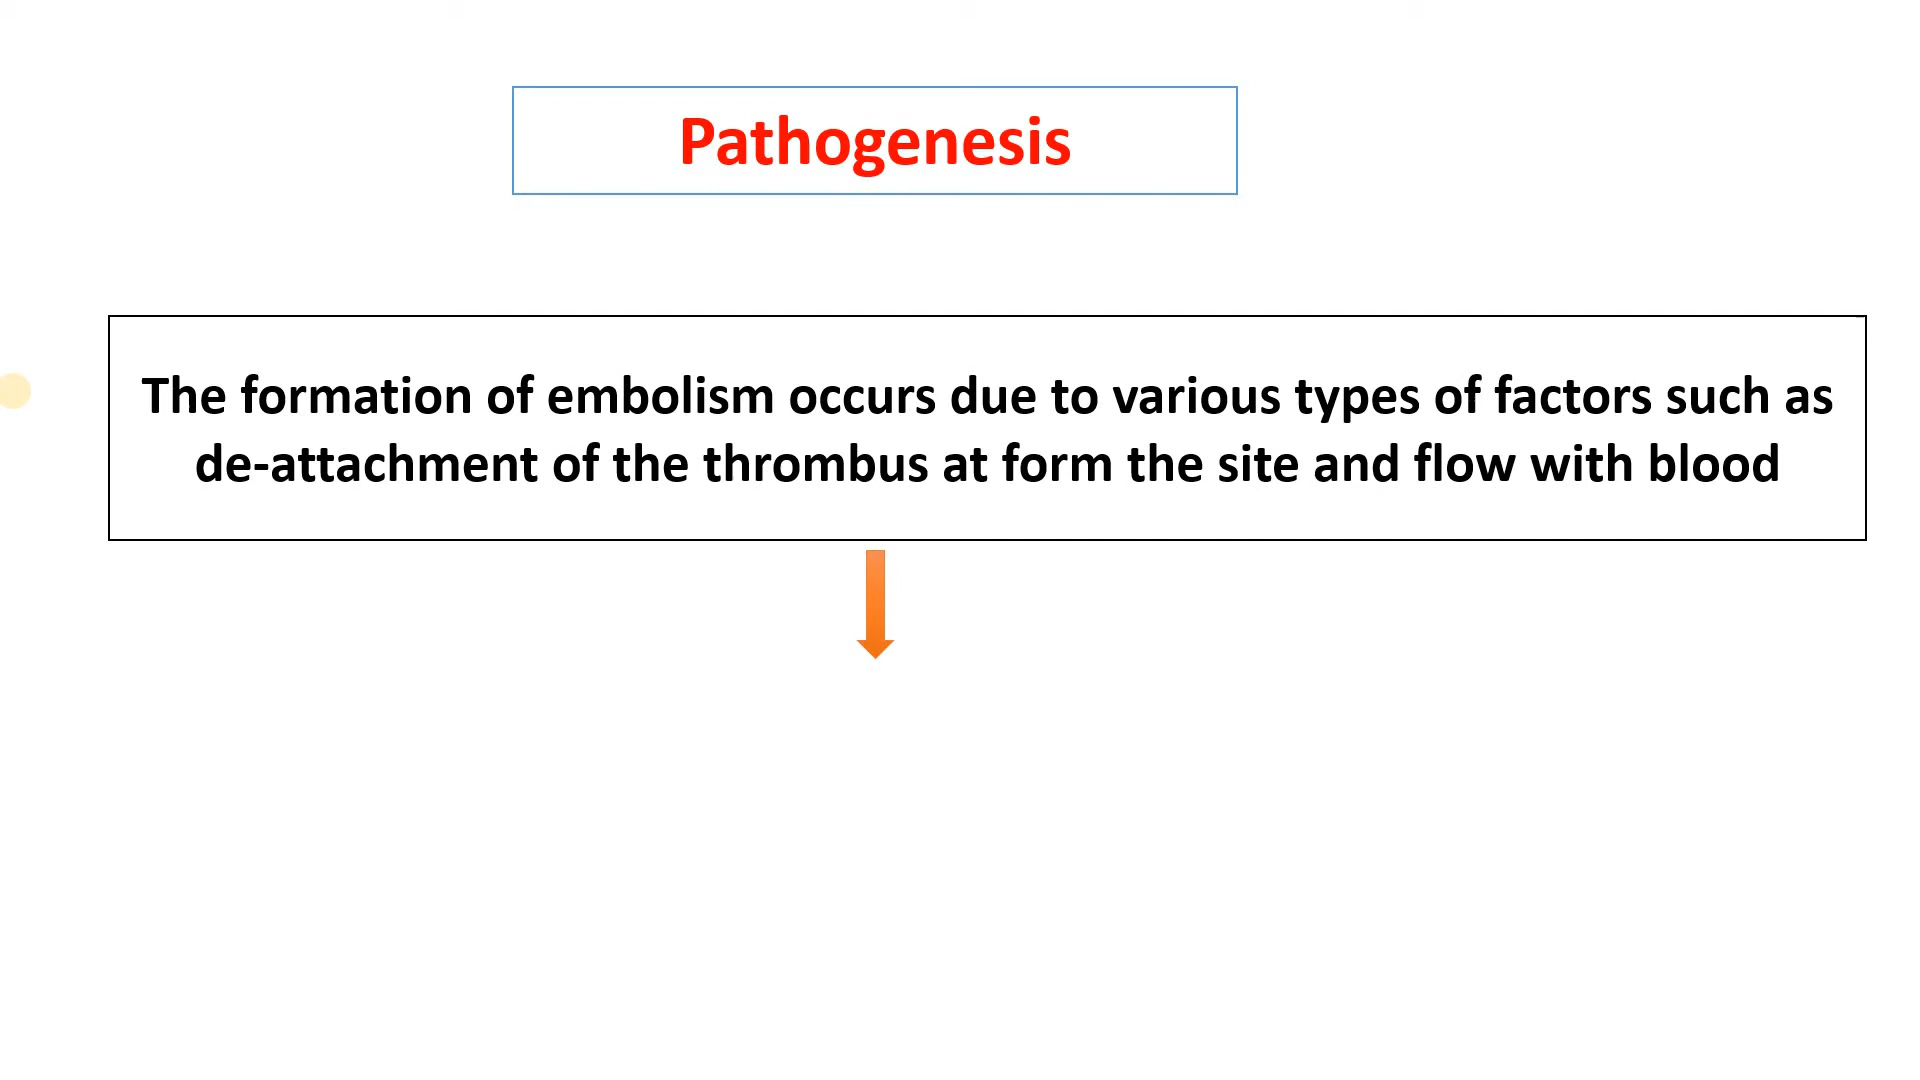 Pathogenesis
The formation of embolism occurs due to various types of factors such as
de-attachment of the thrombus at form the site and flow with blood